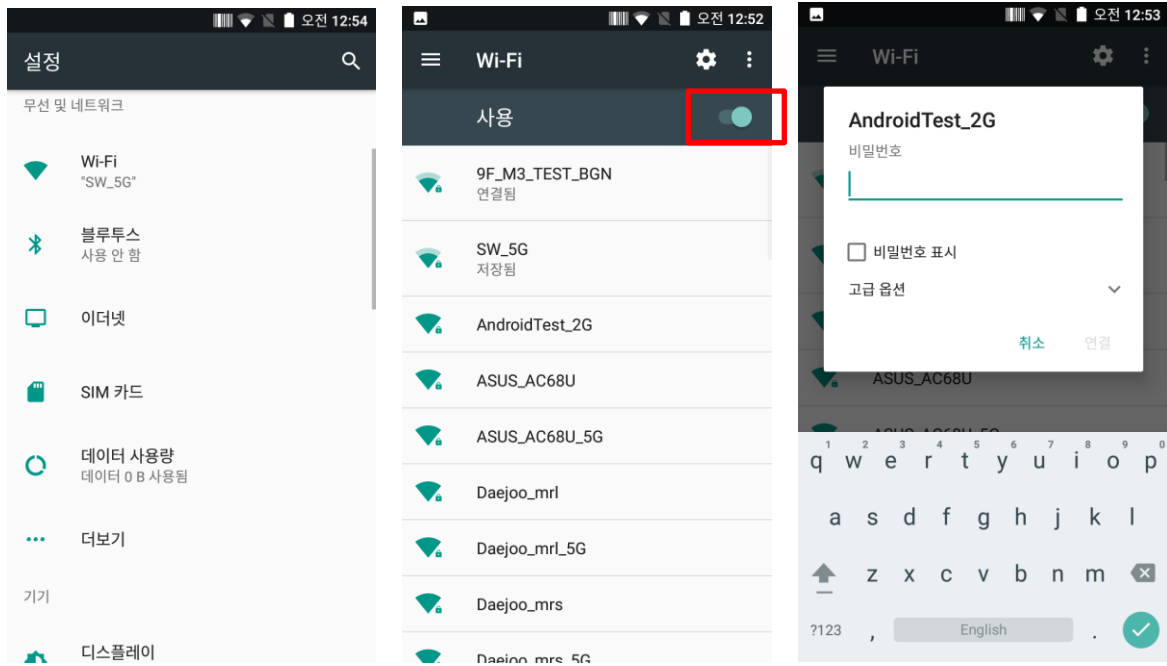 오전 12:54
설정
무선 및 네트워크
Wi-Fi
"SW_5G"
블루투스
사용 안 함
이더넷
SIM 카드
데이터 사용량
데이터 0 B 사용됨
더보기
기기
디스플레이
오전 12:52
Wi-Fi
사용
9F_M3_TEST_BGN
연결됨
SW_5G
저장됨
AndroidTest_2G
ASUS_AC68U
ASUS_AC68U_5G
Daejoo_mrl
Daejoo_mrl_5G
Daejoo_mrs
Daejoo_mrs_5G
오전 12:53
Wi-Fi
AndroidTest_2G
비밀번호
비밀번호 표시
고급 옵션
취소 연결
ASUS_AC68U
ASUS_AC68U_5G
1 2 3 4 5 6 7 8 9 0
q w e r t y u i o p
a s d f g h j k l
z x c v b n m
?123 , English .